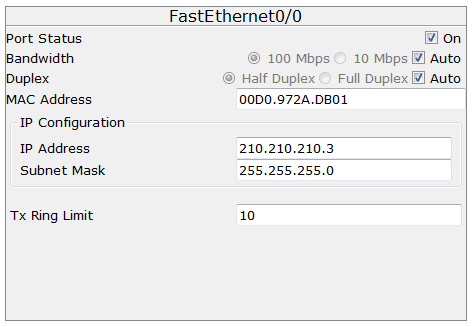 FastEthernet0/0
Port Status On
Bandwidth 100 Mbps 10 Mbps Auto
Duplex Half Duplex Full Duplex Auto
MAC Address 00D0.972A.DB01
IP Configuration
IP Address 210.210.210.3
Subnet Mask 255.255.255.0
Tx Ring Limit 10